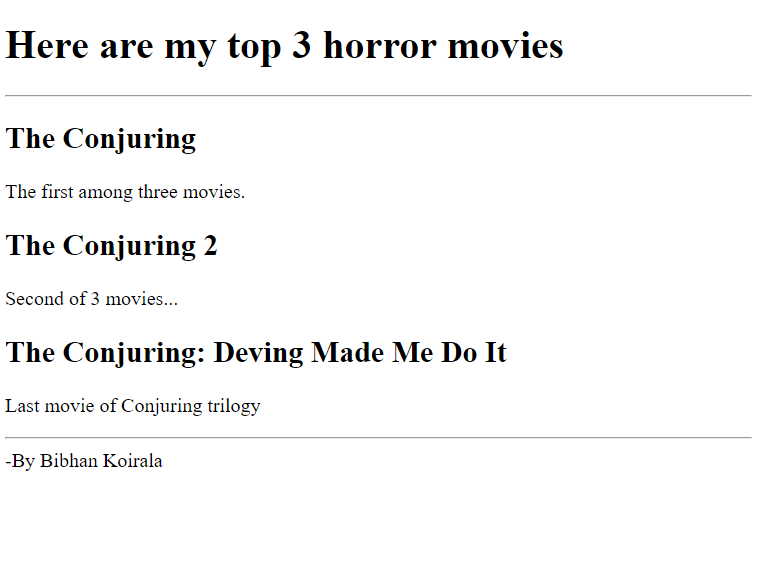 Here are my top 3 horror movies
The Conjuring
The first among three movies.
The Conjuring 2
Second of 3 movies...
The Conjuring: Deving Made Me Do It
Last movie of Conjuring trilogy
-By Bibhan Koirala